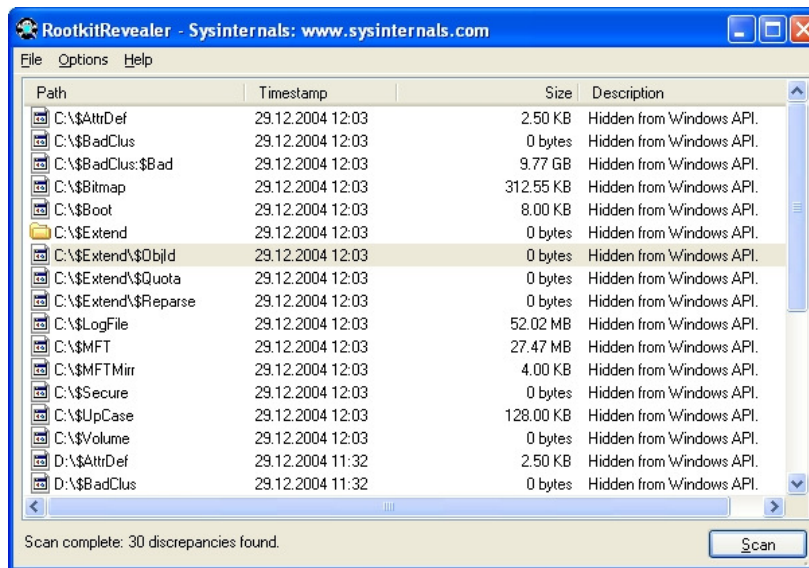 RootkitRevealer - Sysinternals: www.sysinternals.com
File Options Help
Path Timestamp Size Description
C:\$AttrDef 29.12.2004 12:03 2.50 KB Hidden from Windows API.
C:\$BadClus 29.12.2004 12:03 0 bytes Hidden from Windows API.
C:\$BadClus:$Bad 29.12.2004 12:03 9.77 GB Hidden from Windows API.
C:\$Bitmap 29.12.2004 12:03 312.55 KB Hidden from Windows API.
C:\$Boot 29.12.2004 12:03 8.00 KB Hidden from Windows API.
C:\$Extend 29.12.2004 12:03 0 bytes Hidden from Windows API.
C:\$Extend\$ObjId 29.12.2004 12:03 0 bytes Hidden from Windows API.
C:\$Extend\$Quota 29.12.2004 12:03 0 bytes Hidden from Windows API.
C:\$Extend\$Reparse 29.12.2004 12:03 0 bytes Hidden from Windows API.
C:\$LogFile 29.12.2004 12:03 52.02 MB Hidden from Windows API.
C:\$MFT 29.12.2004 12:03 27.47 MB Hidden from Windows API.
C:\$MFTMirr 29.12.2004 12:03 4.00 KB Hidden from Windows API.
C:\$Secure 29.12.2004 12:03 0 bytes Hidden from Windows API.
C:\$UpCase 29.12.2004 12:03 128.00 KB Hidden from Windows API.
C:\$Volume 29.12.2004 12:03 0 bytes Hidden from Windows API.
D:\$AttrDef 29.12.2004 11:32 2.50 KB Hidden from Windows API.
D:\$BadClus 29.12.2004 11:32 0 bytes Hidden from Windows API.
Scan complete: 30 discrepancies found.
Scan